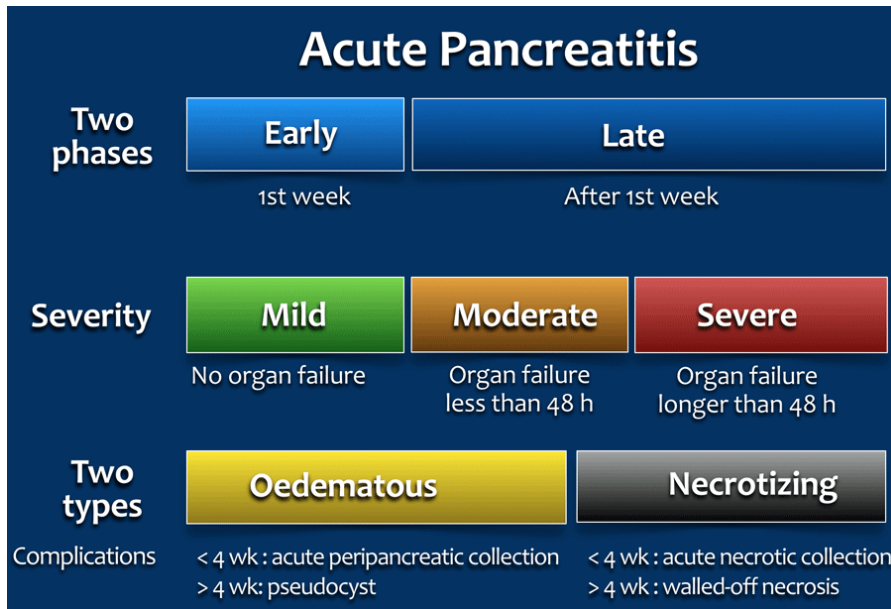 Acute Pancreatitis
Two
phases
Early
Late
1st week
After 1st week
Severity
Mild
Moderate
Severe
No organ failure
Organ failure
less than 48 h
Organ failure
longer than 48 h
Two
types
Oedematous
Necrotizing
Complications
< 4 wk : acute peripancreatic collection
> 4 wk: pseudocyst
< 4 wk : acute necrotic collection
> 4 wk : walled-off necrosis